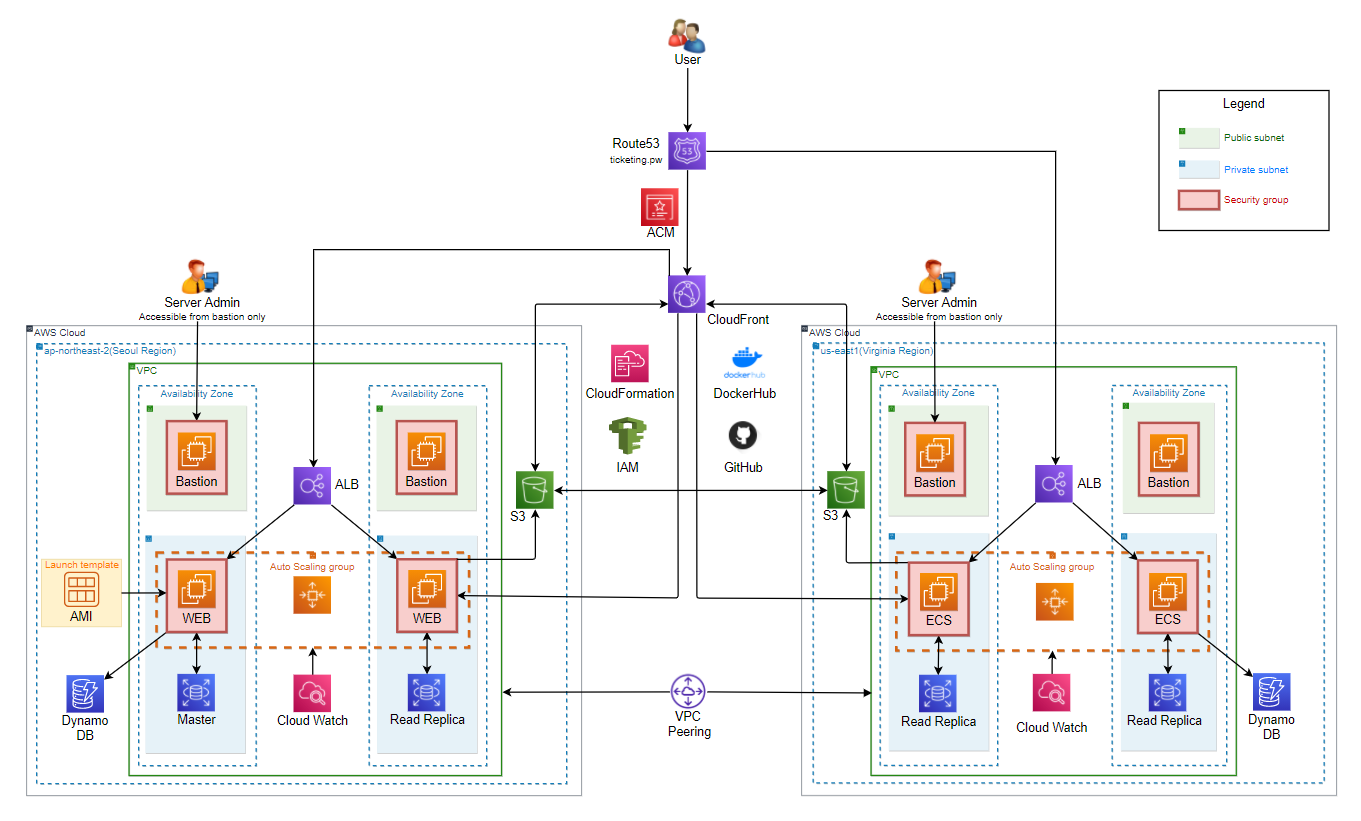 User
Route53
ticketing.pw
53
ACM
CloudFront
Legend
Public subnet
Private subnet
Security group
Server Admin
Accessible from bastion only
AWS Cloud
ap-northeast-2(Seoul Region)
VPC
Availability Zone
Availability Zone
Bastion
Bastion
ALB
S3
Launch template
AMI
Auto Scaling group
WEB
WEB
Dynamo
DB
Master
Cloud Watch
Read Replica
CloudFormation
dockerhub
DockerHub
IAM
GitHub
VPC
Peering
Server Admin
Accessible from bastion only
AWS Cloud
us-east1(Virginia Region)
VPC
Availability Zone
Availability Zone
Bastion
Bastion
ALB
S3
Auto Scaling group
ECS
ECS
Read Replica
Cloud Watch
Read Replica
Dynamo
DB